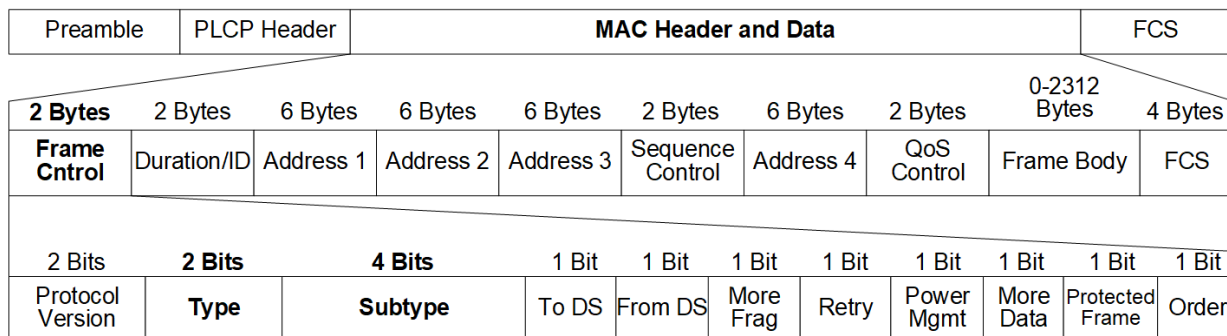 Preamble PLCP Header MAC Header and Data FCS
0-2312
2 Bytes 2 Bytes 6 Bytes 6 Bytes 6 Bytes 2 Bytes 6 Bytes 2 Bytes Bytes 4 Bytes
Frame Sequence QoS
Cntrol Duration/ID Address 1 Address 2 Address 3 Control Address 4 Control Frame Body FCS
2 Bits 2 Bits 4 Bits 1 Bit 1 Bit 1 Bit 1 Bit 1 Bit 1 Bit 1 Bit 1 Bit
Protocol More Power More Protected
Version Type Subtype To DS From DS Frag Retry Mgmt Data Frame Order